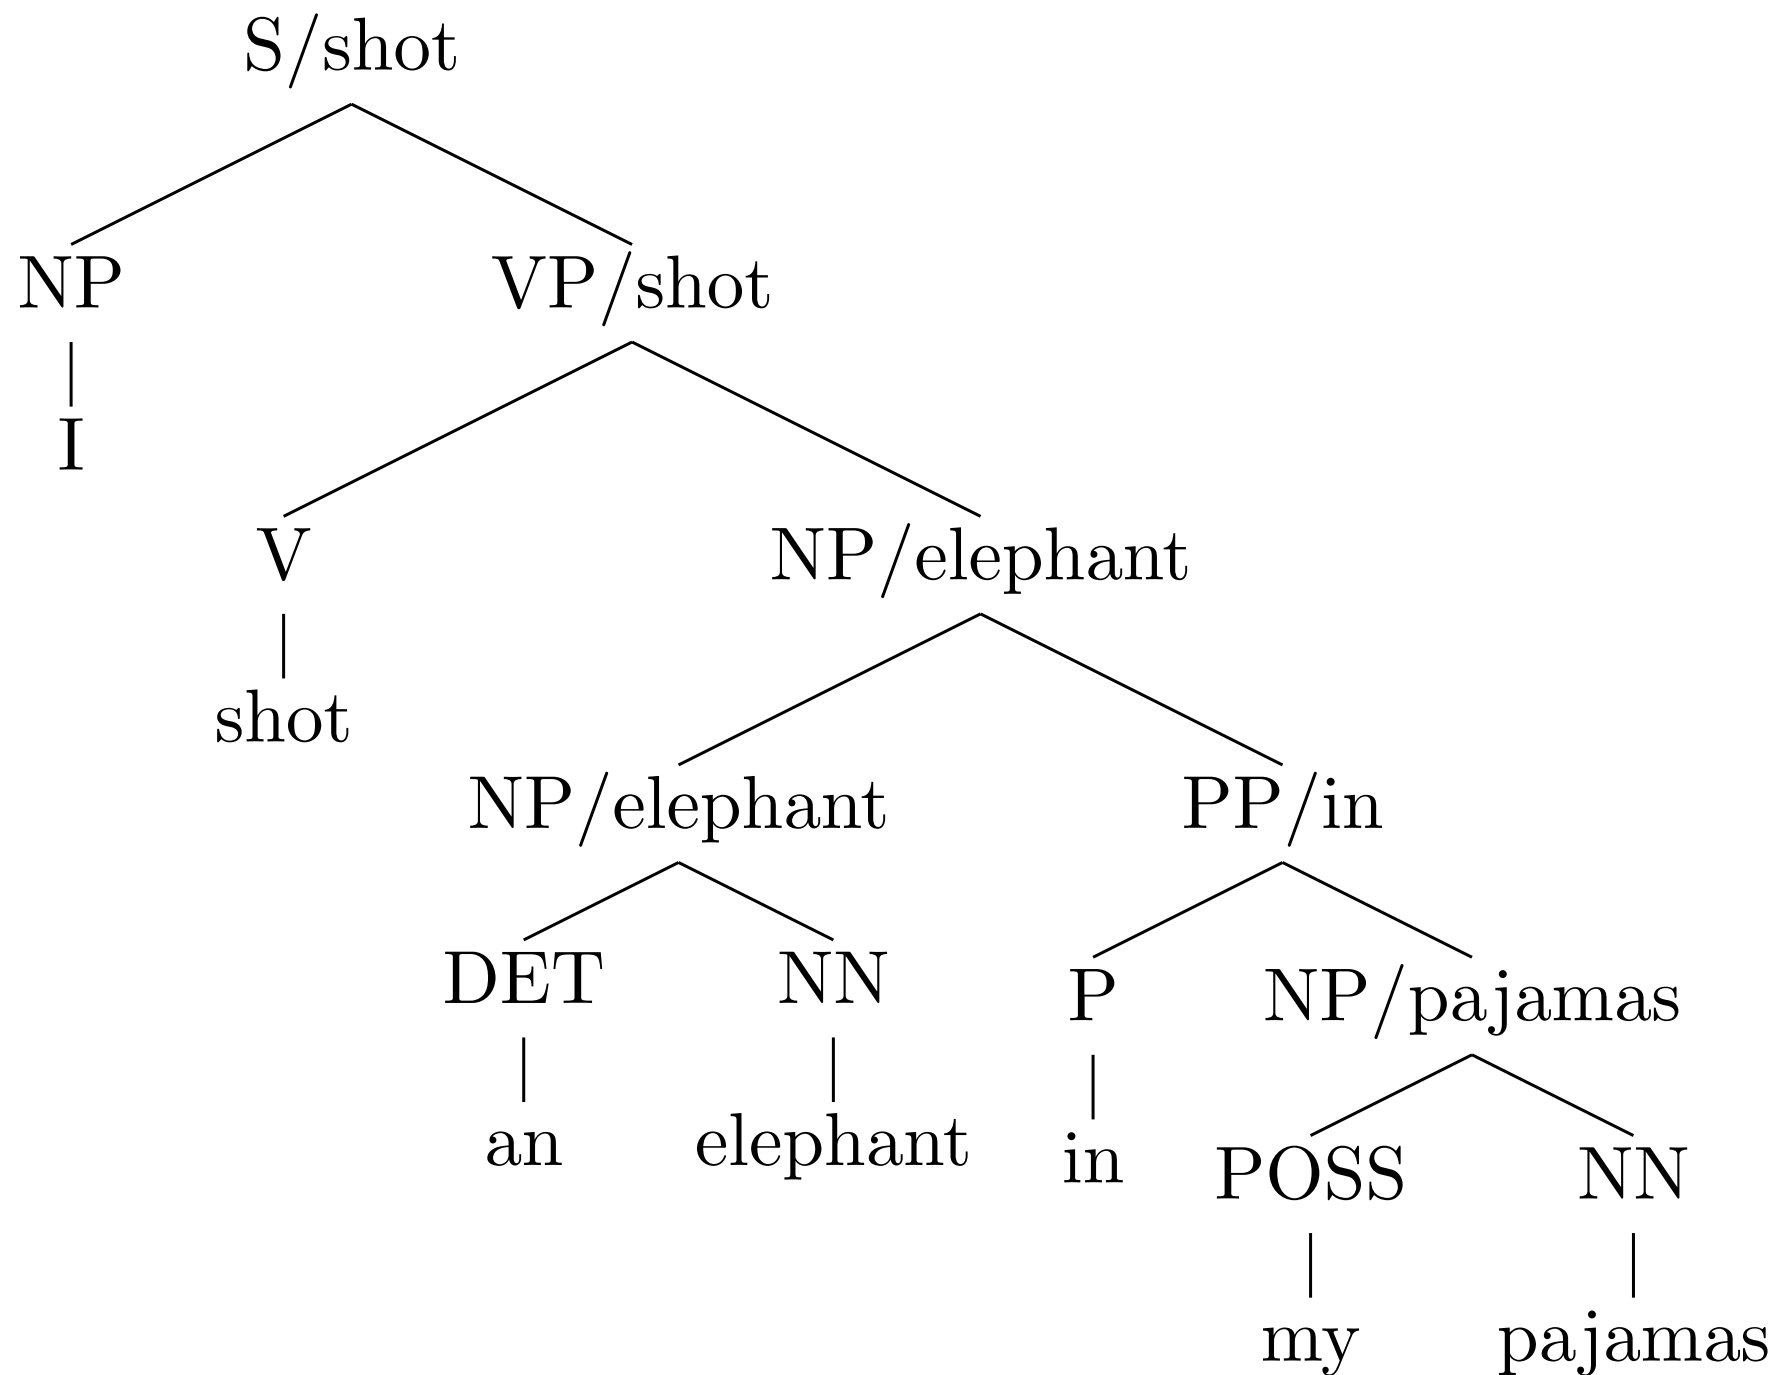 S/shot
NP VP/shot
I
V NP/elephant
shot
NP/elephant PP/in
DET NN P NP/pajamas
an elephant in POSS NN
my pajamas